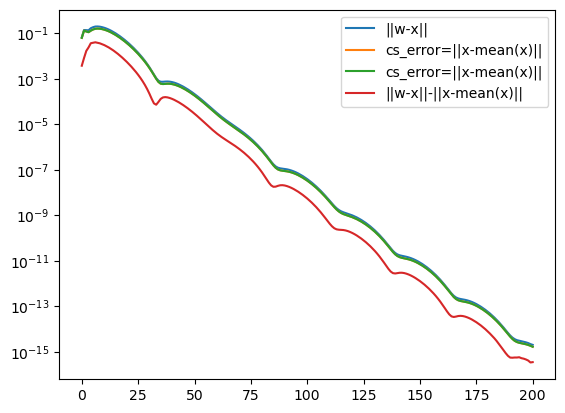 ||w-x||
cs_error=||x-mean(x)||
cs_error=||x-mean(x)||
||w-x||-||x-mean(x)||
10⁻¹
10⁻³
10⁻⁵
10⁻⁷
10⁻⁹
10⁻¹¹
10⁻¹³
10⁻¹⁵
0 25 50 75 100 125 150 175 200